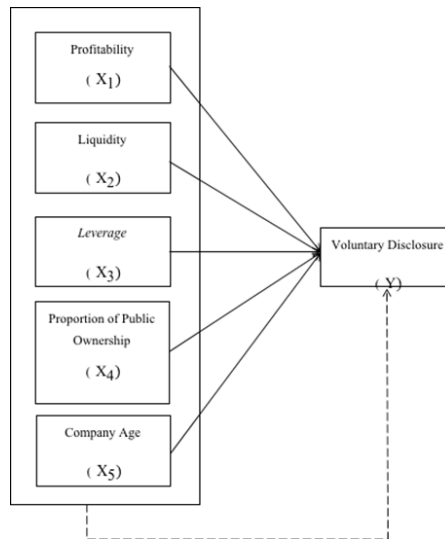 Profitability
( X1)
Liquidity
( X2)
Leverage
( X3)
Proportion of Public
Ownership
( X4)
Company Age
( X5)
Voluntary Disclosure
( Y)